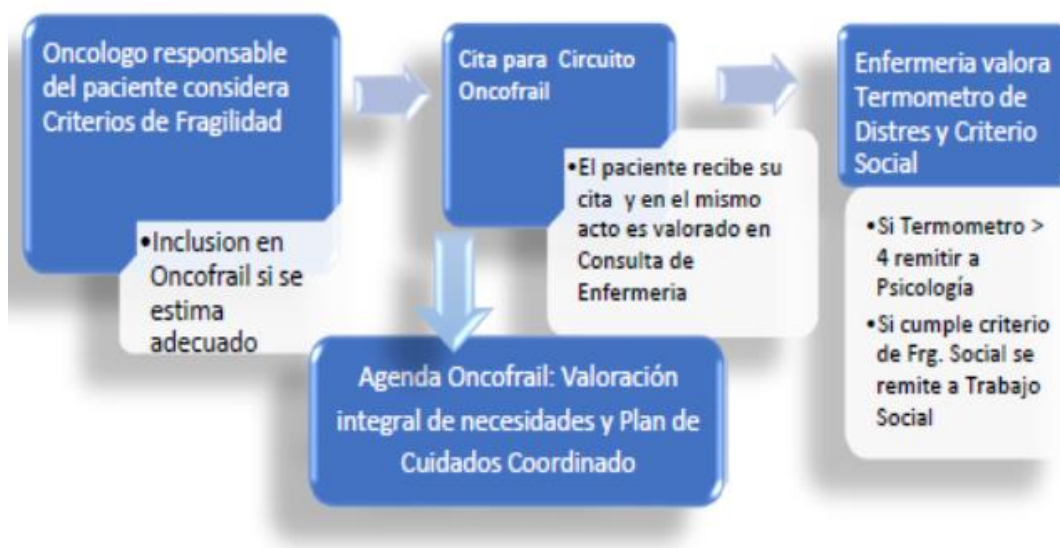 Oncologo responsable
del paciente considera
Criterios de Fragilidad
•Inclusion en
Oncofrail si se
estima
adecuado
Cita para Circuito
Oncofrail
•El paciente recibe su
cita y en el mismo
acto es valorado en
Consulta de
Enfermeria
Enfermeria valora
Termometro de
Distres y Criterio
Social
•Si Termometro >
4 remitir a
Psicología
•Si cumple criterio
de Frg. Social se
remite a Trabajo
Social
Agenda Oncofrail: Valoración
integral de necesidades y Plan de
Cuidados Coordinado